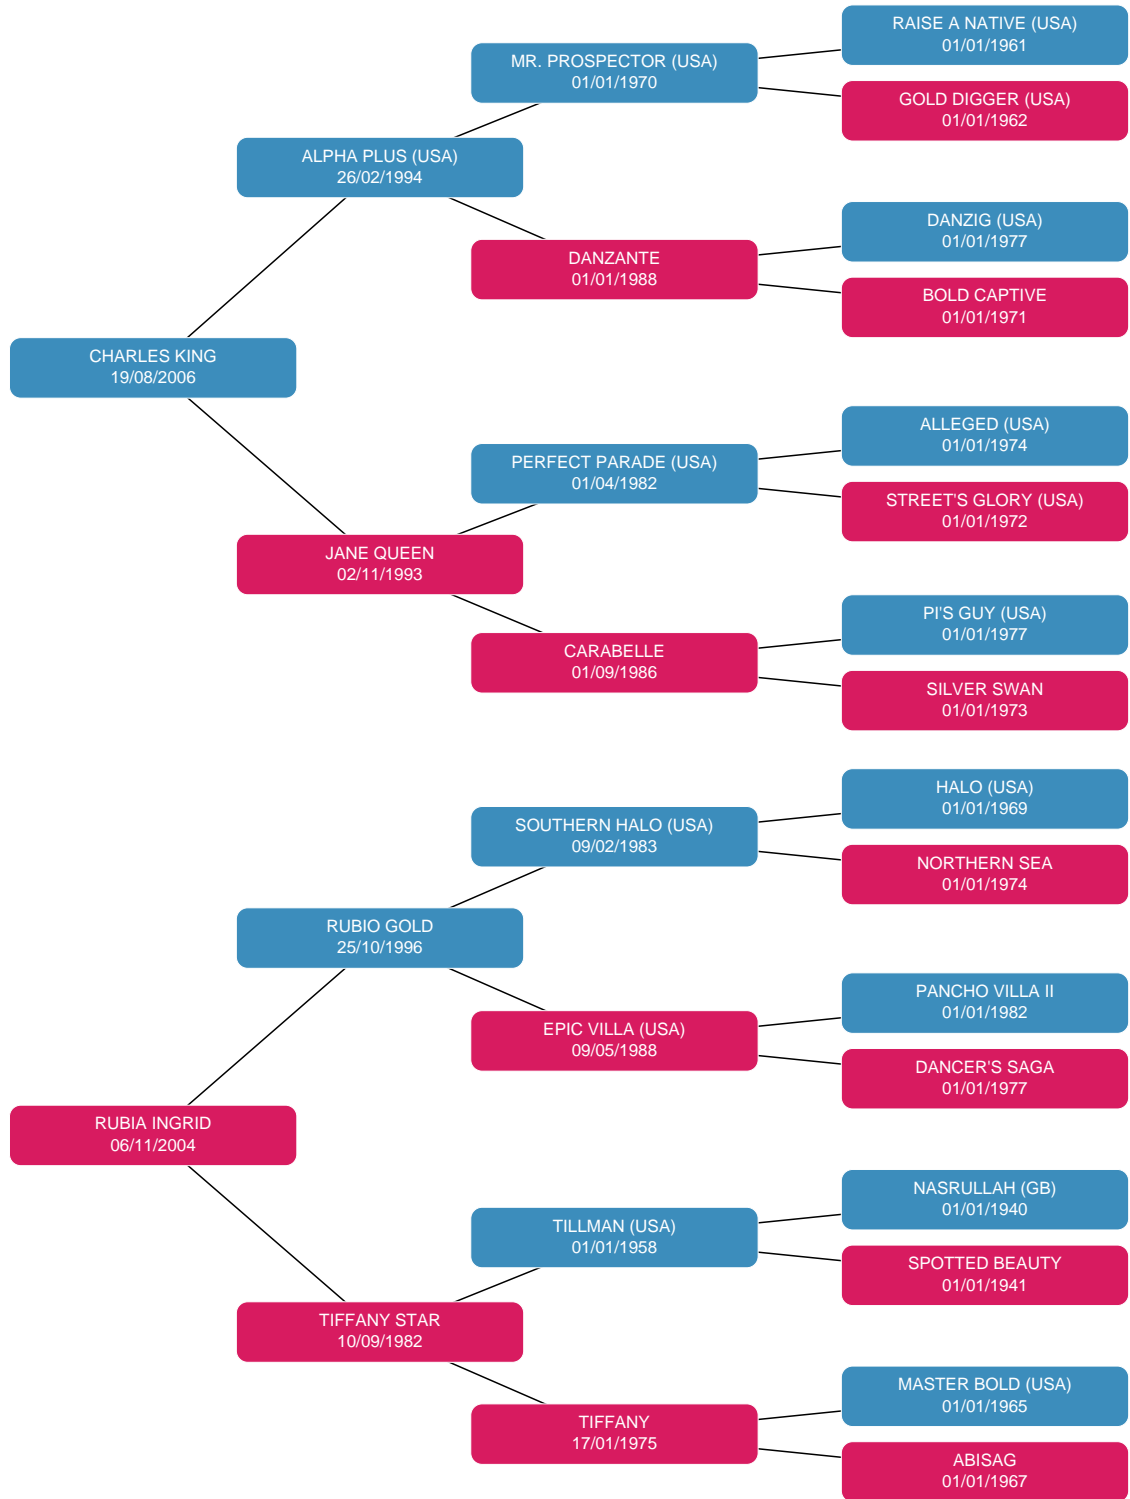 RAISE A NATIVE (USA)
01/01/1961
MR. PROSPECTOR (USA)
01/01/1970
GOLD DIGGER (USA)
01/01/1962
ALPHA PLUS (USA)
26/02/1994
DANZIG (USA)
01/01/1977
DANZANTE
01/01/1988
BOLD CAPTIVE
01/01/1971
CHARLES KING
19/08/2006
ALLEGED (USA)
01/01/1974
PERFECT PARADE (USA)
01/04/1982
STREET'S GLORY (USA)
01/01/1972
JANE QUEEN
02/11/1993
PI'S GUY (USA)
01/01/1977
CARABELLE
01/09/1986
SILVER SWAN
01/01/1973
HALO (USA)
01/01/1969
SOUTHERN HALO (USA)
09/02/1983
NORTHERN SEA
01/01/1974
RUBIO GOLD
25/10/1996
PANCHO VILLA II
01/01/1982
EPIC VILLA (USA)
09/05/1988
DANCER'S SAGA
01/01/1977
RUBIA INGRID
06/11/2004
NASRULLAH (GB)
01/01/1940
TILLMAN (USA)
01/01/1958
SPOTTED BEAUTY
01/01/1941
TIFFANY STAR
10/09/1982
MASTER BOLD (USA)
01/01/1965
TIFFANY
17/01/1975
ABISAG
01/01/1967